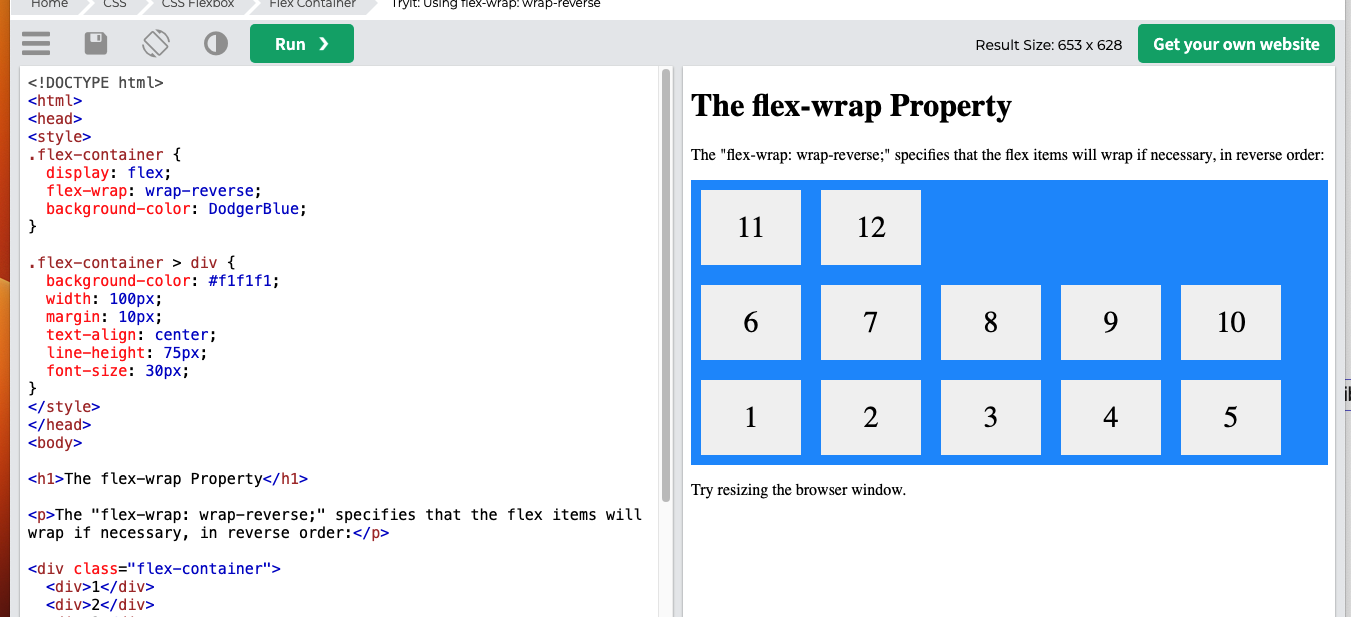 Home CSS CSS Flexbox Flex Container Tryit: Using flex-wrap: wrap-reverse
Run ❯
Result Size: 653 x 628
Get your own website
<!DOCTYPE html>
<html>
<head>
<style>
.flex-container {
  display: flex;
  flex-wrap: wrap-reverse;
  background-color: DodgerBlue;
}

.flex-container > div {
  background-color: #f1f1f1;
  width: 100px;
  margin: 10px;
  text-align: center;
  line-height: 75px;
  font-size: 30px;
}
</style>
</head>
<body>

<h1>The flex-wrap Property</h1>

<p>The "flex-wrap: wrap-reverse;" specifies that the flex items will
wrap if necessary, in reverse order:</p>

<div class="flex-container">
  <div>1</div>
  <div>2</div>
The flex-wrap Property
The "flex-wrap: wrap-reverse;" specifies that the flex items will wrap if necessary, in reverse order:
11 12
6 7 8 9 10
1 2 3 4 5
Try resizing the browser window.